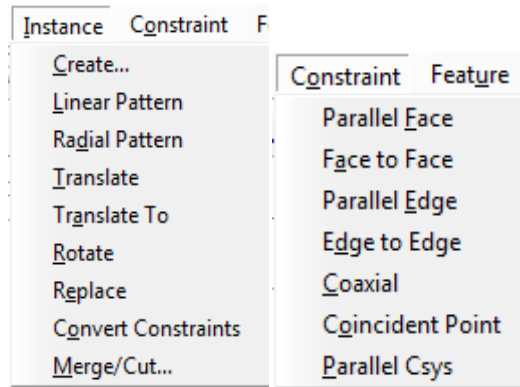 Instance Constraint F
Create...
Linear Pattern
Radial Pattern
Translate
Translate To
Rotate
Replace
Convert Constraints
Merge/Cut...
Constraint Feature
Parallel Face
Face to Face
Parallel Edge
Edge to Edge
Coaxial
Coincident Point
Parallel Csys